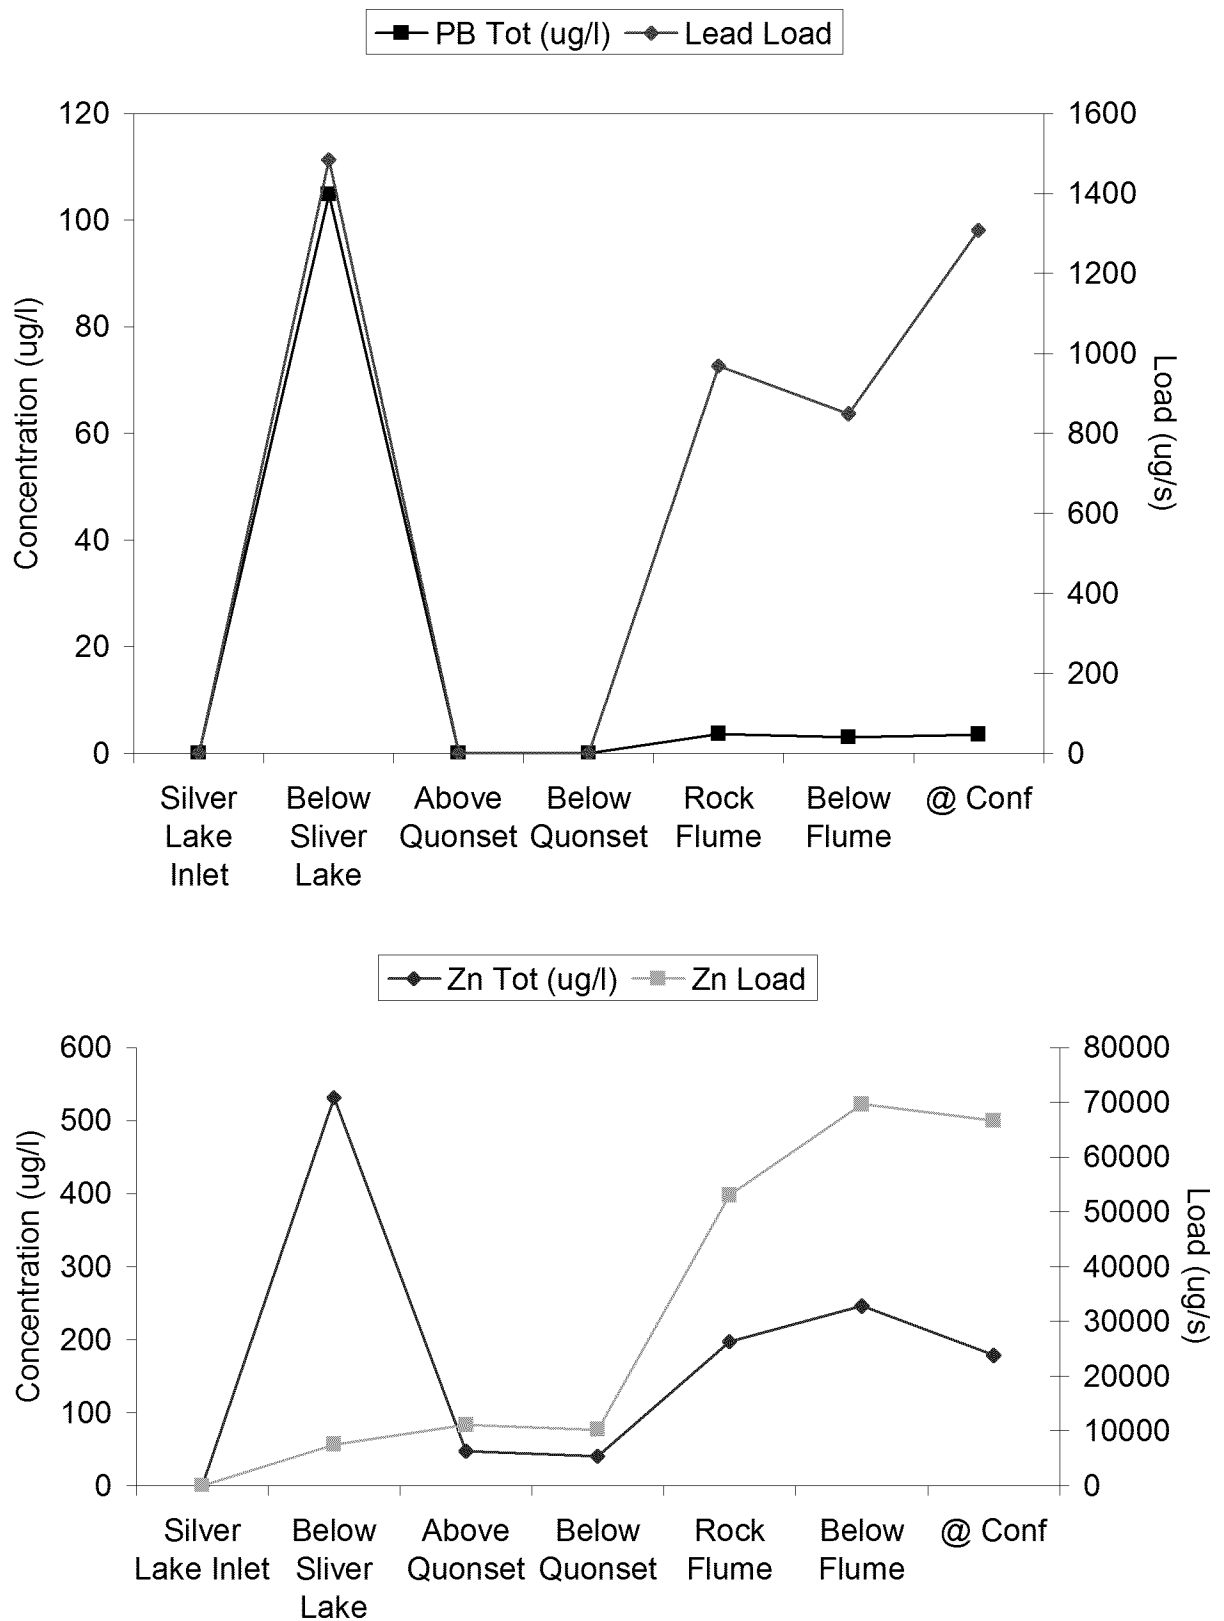 PB Tot (ug/l) Lead Load
120
100
80
60
40
20
0
Concentration (ug/l)
1600
1400
1200
1000
800
600
400
200
0
Load (ug/s)
Silver Below Above Below Rock Below @ Conf
Lake Sliver Quonset Quonset Flume Flume
Inlet Lake
Zn Tot (ug/l) Zn Load
600
500
400
300
200
100
0
Concentration (ug/l)
80000
70000
60000
50000
40000
30000
20000
10000
0
Load (ug/s)
Silver Below Above Below Rock Below @ Conf
Lake Inlet Sliver Quonset Quonset Flume Flume
Lake